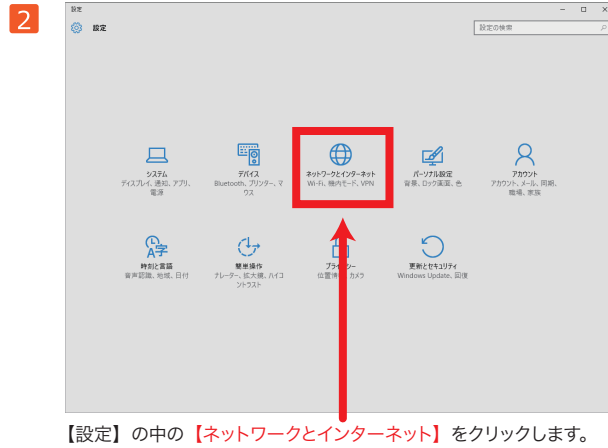 2
設定
設定
設定の検索
システム
ディスプレイ、通知、アプリ、
電源
デバイス
Bluetooth、プリンター、マ
ウス
ネットワークとインターネット
Wi-Fi、機内モード、VPN
パーソナル設定
背景、ロック画面、色
アカウント
アカウント、メール、同期、
職場、家族
時刻と言語
音声認識、地域、日付
簡単操作
ナレーター、拡大鏡、ハイコ
ントラスト
プライ シー
位置情 カメラ
更新とセキュリティ
Windows Update、回復
【設定】の中の【ネットワークとインターネット】をクリックします。